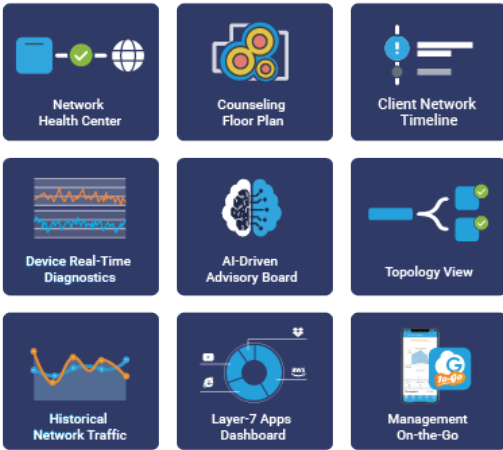 Network
Health Center
Counseling
Floor Plan
Client Network
Timeline
Device Real-Time
Diagnostics
AI-Driven
Advisory Board
Topology View
Historical
Network Traffic
aws
Layer-7 Apps
Dashboard
G
To-Go
Management
On-the-Go